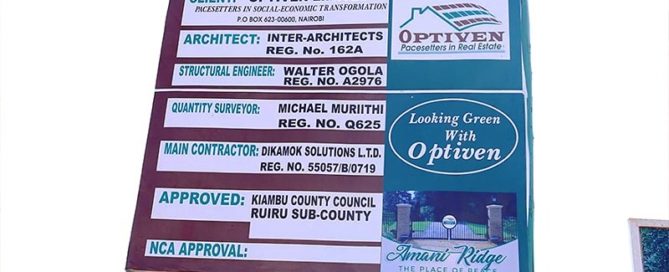 PACESETTERS IN SOCIAL-ECONOMIC TRANSFORMATION
P.O BOX 623-00600, NAIROBI
ARCHITECT: INTER-ARCHITECTS
REG. No. 162A
STRUCTURAL ENGINEER: WALTER OGOLA
REG. NO. A2976
QUANTITY SURVEYOR: MICHAEL MURIITHI
REG. NO. Q625
MAIN CONTRACTOR: DIKAMOK SOLUTIONS L.T.D.
REG. NO. 55057/B/0719
APPROVED: KIAMBU COUNTY COUNCIL
RUIRU SUB-COUNTY
NCA APPROVAL:
OPTIVEN
Pacesetters in Real Estate
Looking Green
With
Optiven
Amani Ridge
THE PLACE OF PEACE